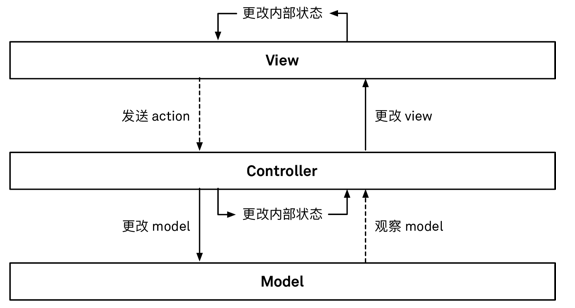 更改内部状态
View
发送 action
更改 view
Controller
更改 model
更改内部状态
观察 model
Model